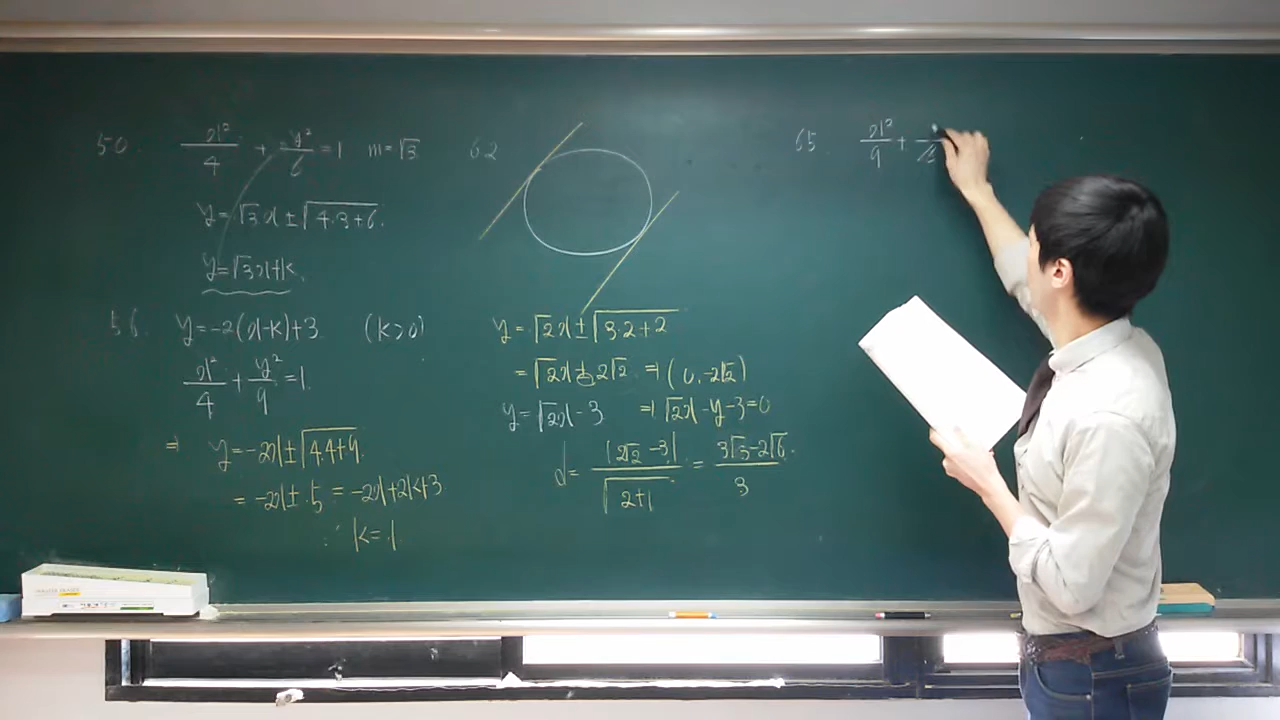 50. x²/4 + y²/6 = 1 m=√3
y=√3x±√(4·3+6).
y=√3x+k
56. y=-2(x-k)+3 (k>0)
x²/4 + y²/9 = 1.
⇒ y=-2x±√(4.4+9.
= -2x±.5 = -2x+2k+3
∴ k=1
62
y=√2x±√(3·2+2)
=√2x±2√2 ⇒ (0,-2√2)
y=√2x-3 ⇒ √2x-y-3=0
d= |2√2-3|/√(2+1) = (3√3-2√6)/3.
65. x²/9 +